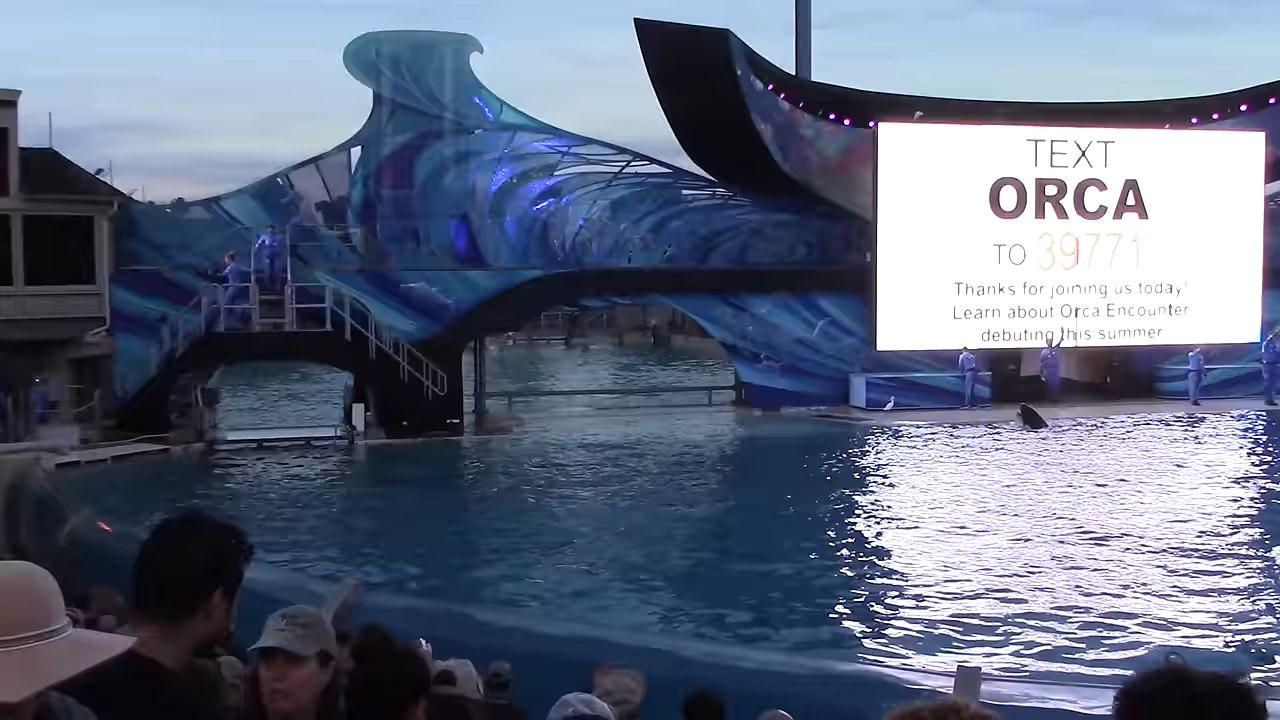 TEXT
ORCA
TO 39771
Thanks for joining us today!
Learn about Orca Encounter
debuting this summer